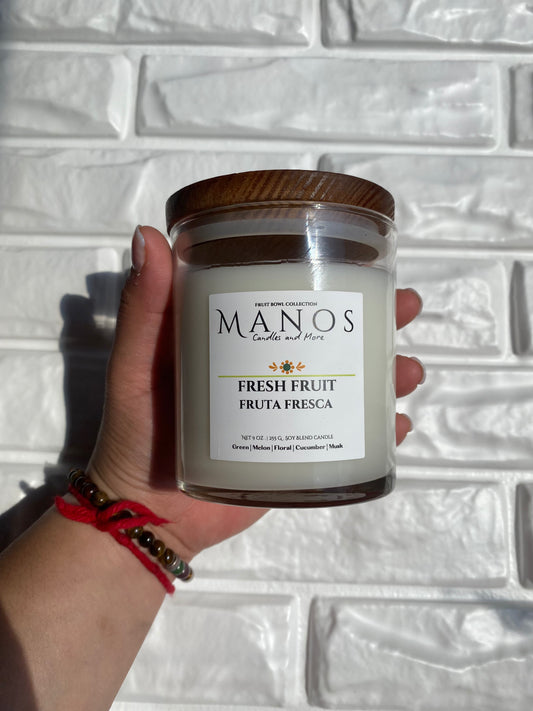 FRUIT BOWL COLLECTION
MANOS
Candles and More
FRESH FRUIT
FRUTA FRESCA
NET 9 OZ. | 255 G, SOY BLEND CANDLE
Green | Melon | Floral | Cucumber | Musk